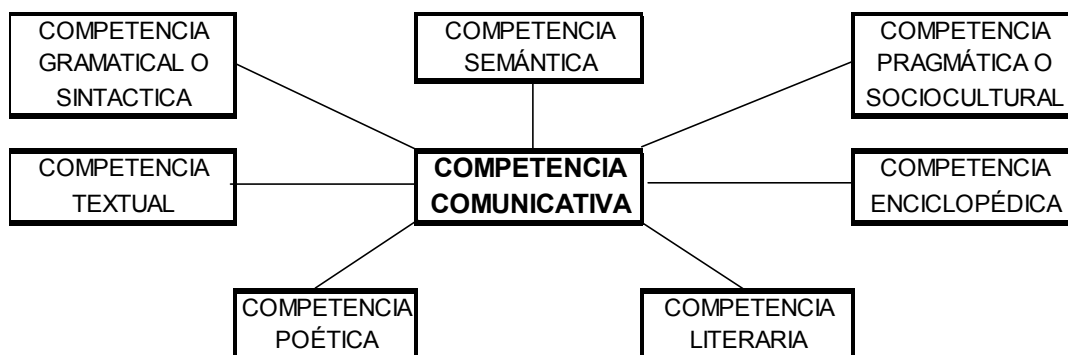 COMPETENCIA
GRAMATICAL O
SINTACTICA
COMPETENCIA
SEMÁNTICA
COMPETENCIA
PRAGMÁTICA O
SOCIOCULTURAL
COMPETENCIA
TEXTUAL
COMPETENCIA
COMUNICATIVA
COMPETENCIA
ENCICLOPÉDICA
COMPETENCIA
POÉTICA
COMPETENCIA
LITERARIA